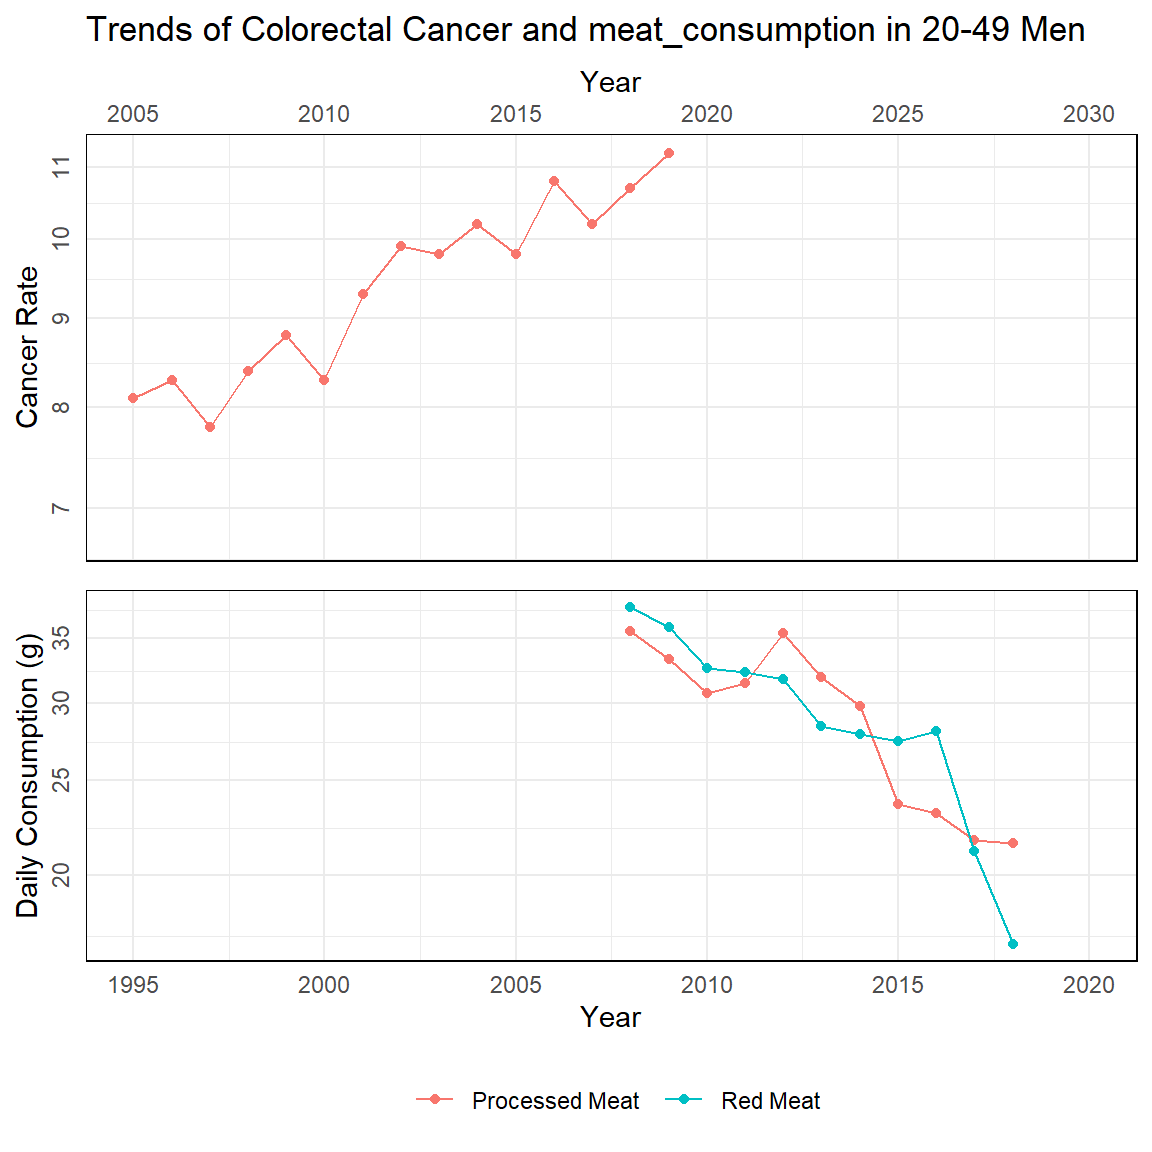 Trends of Colorectal Cancer and meat_consumption in 20-49 Men
Year
2005 2010 2015 2020 2025 2030
Cancer Rate
11
10
9
8
7
Daily Consumption (g)
35
30
25
20
1995 2000 2005 2010 2015 2020
Year
Processed Meat Red Meat